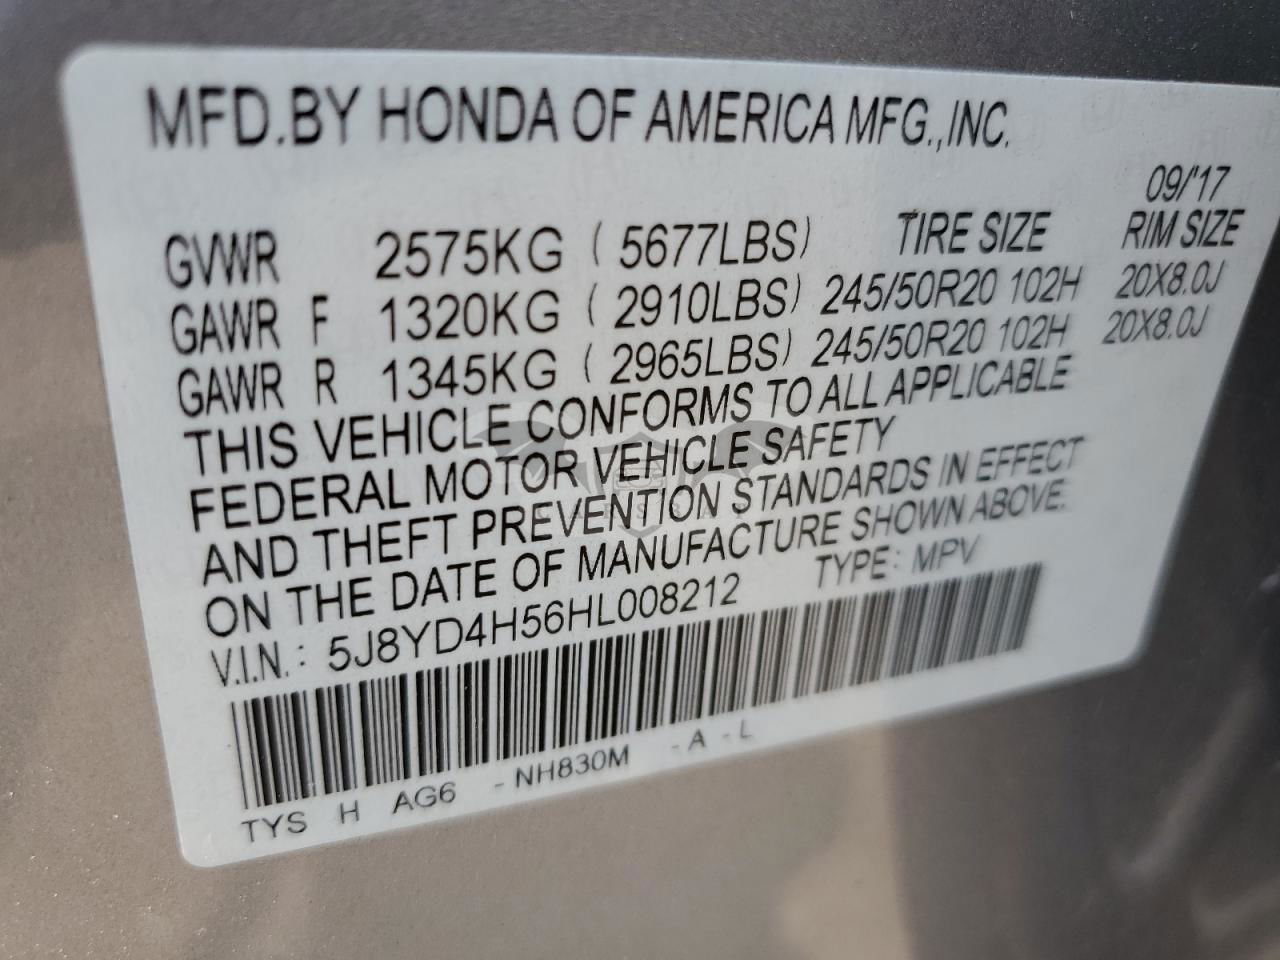 MFD.BY HONDA OF AMERICA MFG.,INC.
09/'17
GVWR 2575KG ( 5677LBS) TIRE SIZE RIM SIZE
GAWR F 1320KG ( 2910LBS) 245/50R20 102H 20X8.0J
GAWR R 1345KG ( 2965LBS) 245/50R20 102H 20X8.0J
THIS VEHICLE CONFORMS TO ALL APPLICABLE
FEDERAL MOTOR VEHICLE SAFETY
AND THEFT PREVENTION STANDARDS IN EFFECT
ON THE DATE OF MANUFACTURE SHOWN ABOVE.
V.I.N.: 5J8YD4H56HL008212 TYPE: MPV
TYS H AG6 -NH830M -A -L